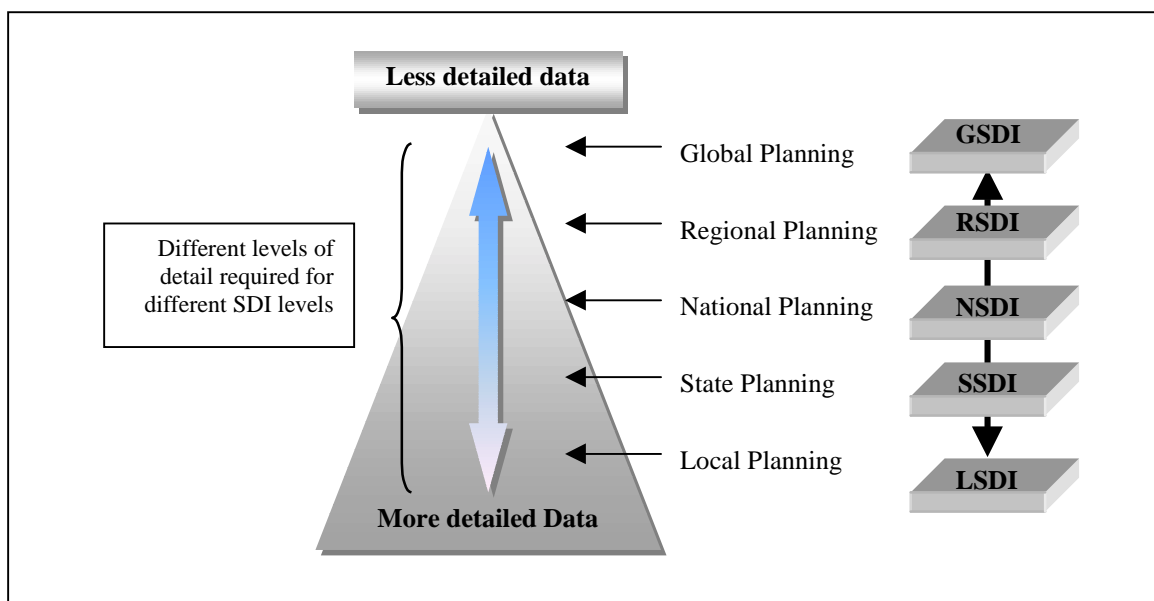 Less detailed data
Different levels of
detail required for
different SDI levels
Global Planning
Regional Planning
National Planning
State Planning
Local Planning
More detailed Data
GSDI
RSDI
NSDI
SSDI
LSDI